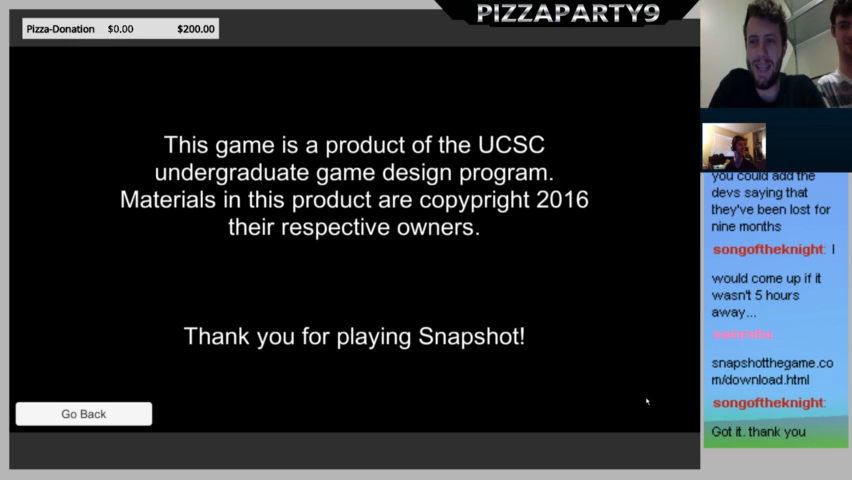 PIZZAPARTY9
Pizza-Donation $0.00 $200.00
This game is a product of the UCSC
undergraduate game design program.
Materials in this product are copyright 2016
their respective owners.
Thank you for playing Snapshot!
Go Back
you could add the
devs saying that
they've been lost for
nine months
songoftheknight: I
would come up if it
wasn't 5 hours
away...
snapshotthegame.co
m/download.html
songoftheknight:
Got it. thank you